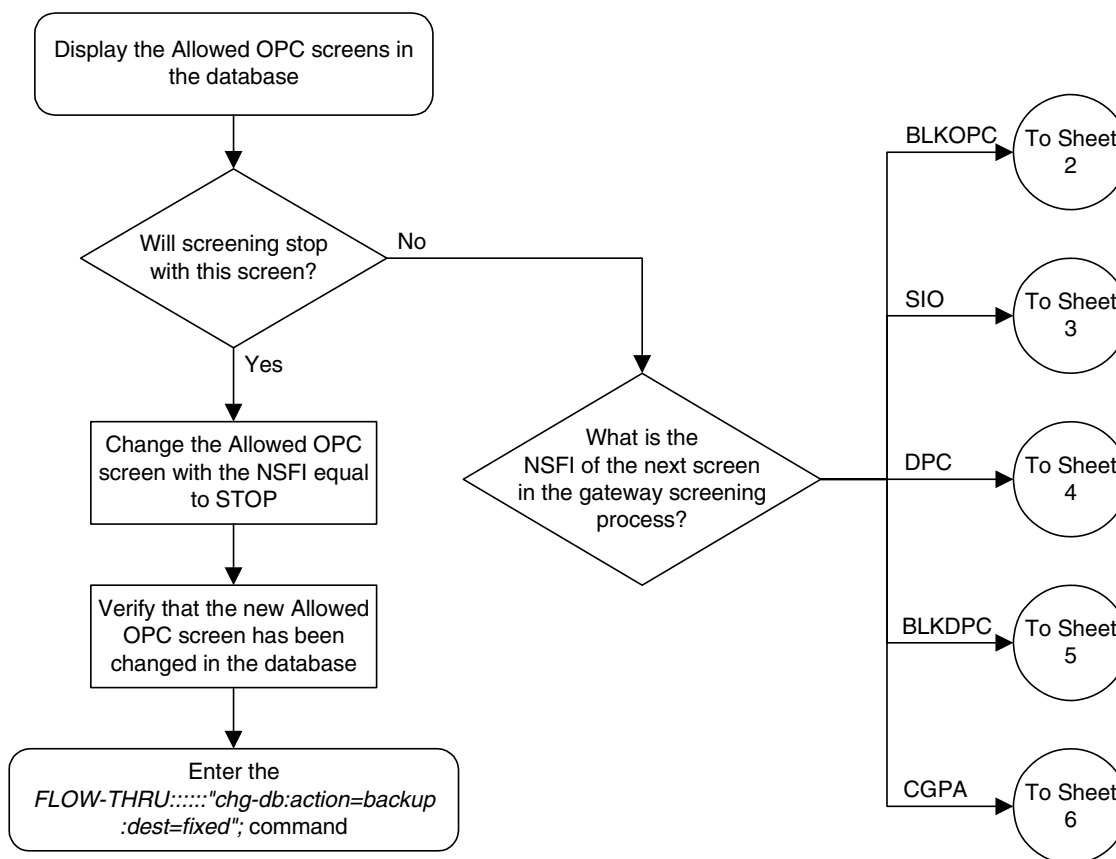 Display the Allowed OPC screens in
the database
Will screening stop
with this screen?
No
Yes
Change the Allowed OPC
screen with the NSFI equal
to STOP
Verify that the new Allowed
OPC screen has been
changed in the database
Enter the
FLOW-THRU::::::"chg-db:action=backup
:dest=fixed"; command
What is the
NSFI of the next screen
in the gateway screening
process?
BLKOPC
To Sheet
2
SIO
To Sheet
3
DPC
To Sheet
4
BLKDPC
To Sheet
5
CGPA
To Sheet
6